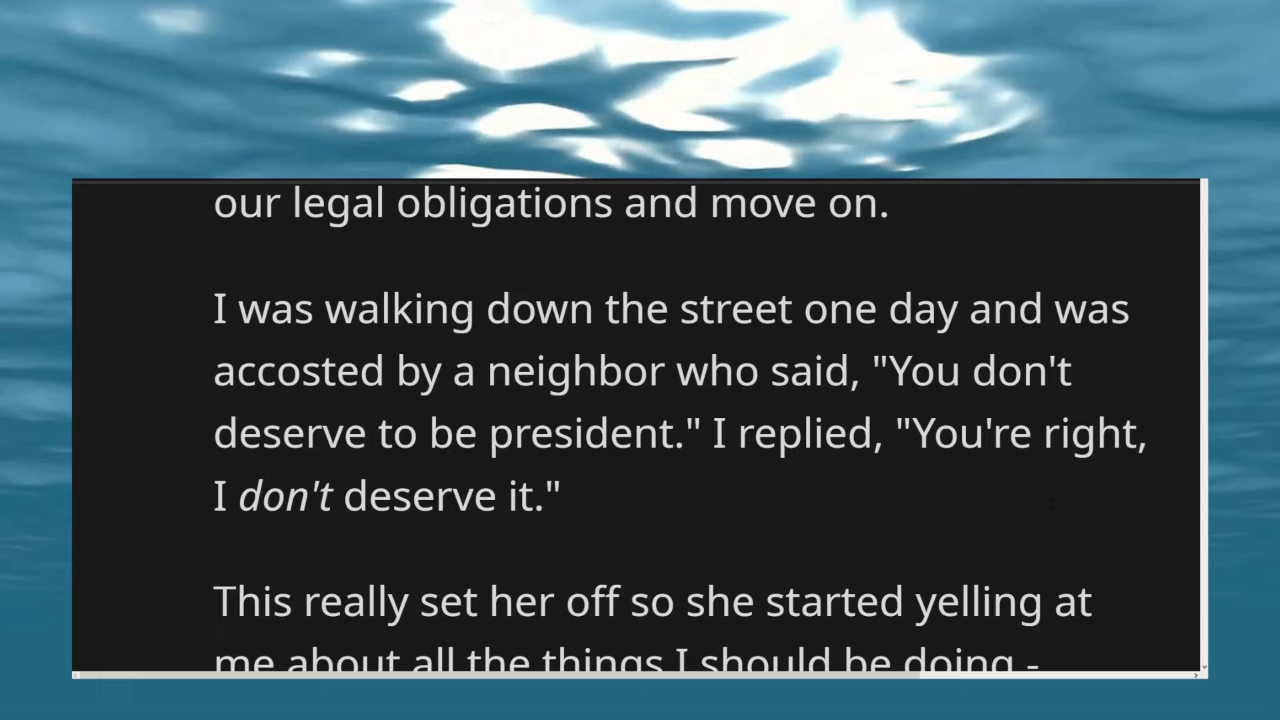 our legal obligations and move on.
I was walking down the street one day and was
accosted by a neighbor who said, "You don't
deserve to be president." I replied, "You're right,
I don't deserve it."
This really set her off so she started yelling at
me about all the things I should be doing -